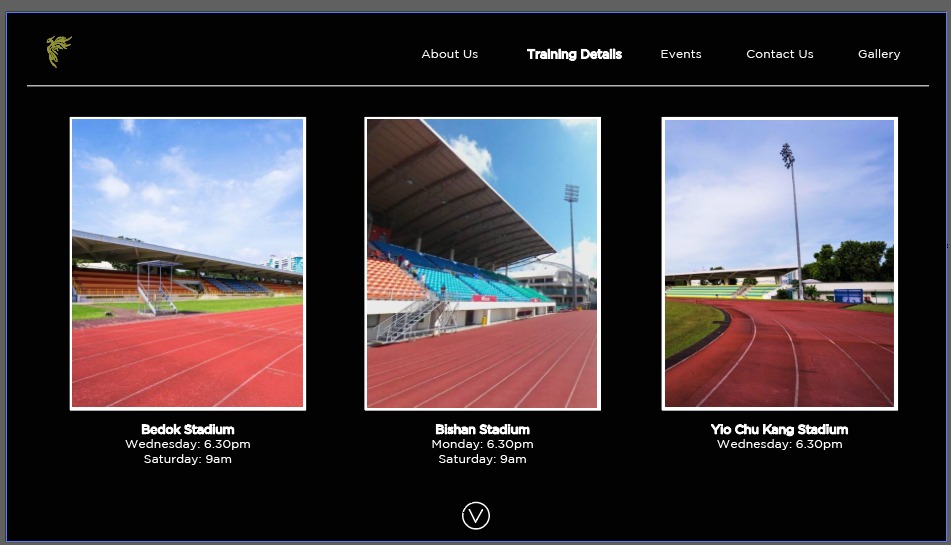 About Us
Training Details
Events
Contact Us
Gallery
Bedok Stadium
Wednesday: 6.30pm
Saturday: 9am
Bishan Stadium
Monday: 6.30pm
Saturday: 9am
Yio Chu Kang Stadium
Wednesday: 6.30pm